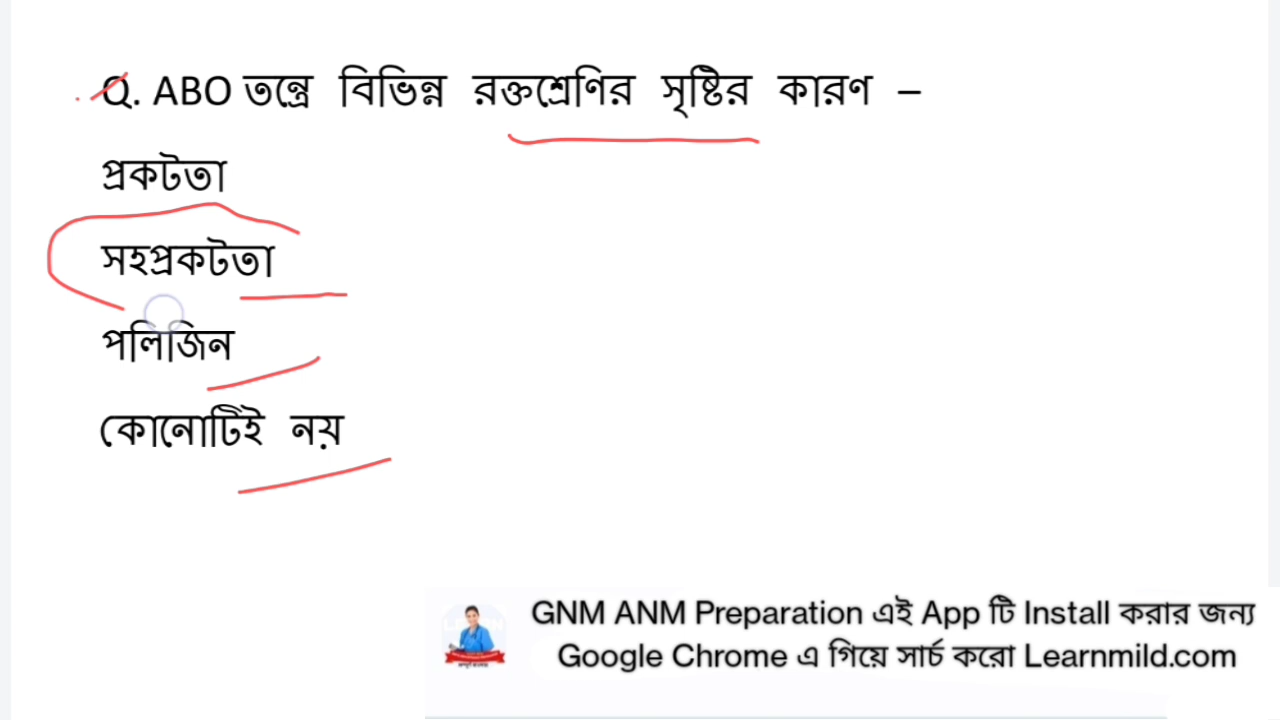 Q. ABO তন্ত্রে বিভিন্ন রক্তশ্রেণির সৃষ্টির কারণ –
প্রকটতা
সহপ্রকটতা
পলিজিন
কোনোটিই নয়
GNM ANM Preparation এই App টি Install করার জন্য
Google Chrome এ গিয়ে সার্চ করো Learnmild.com